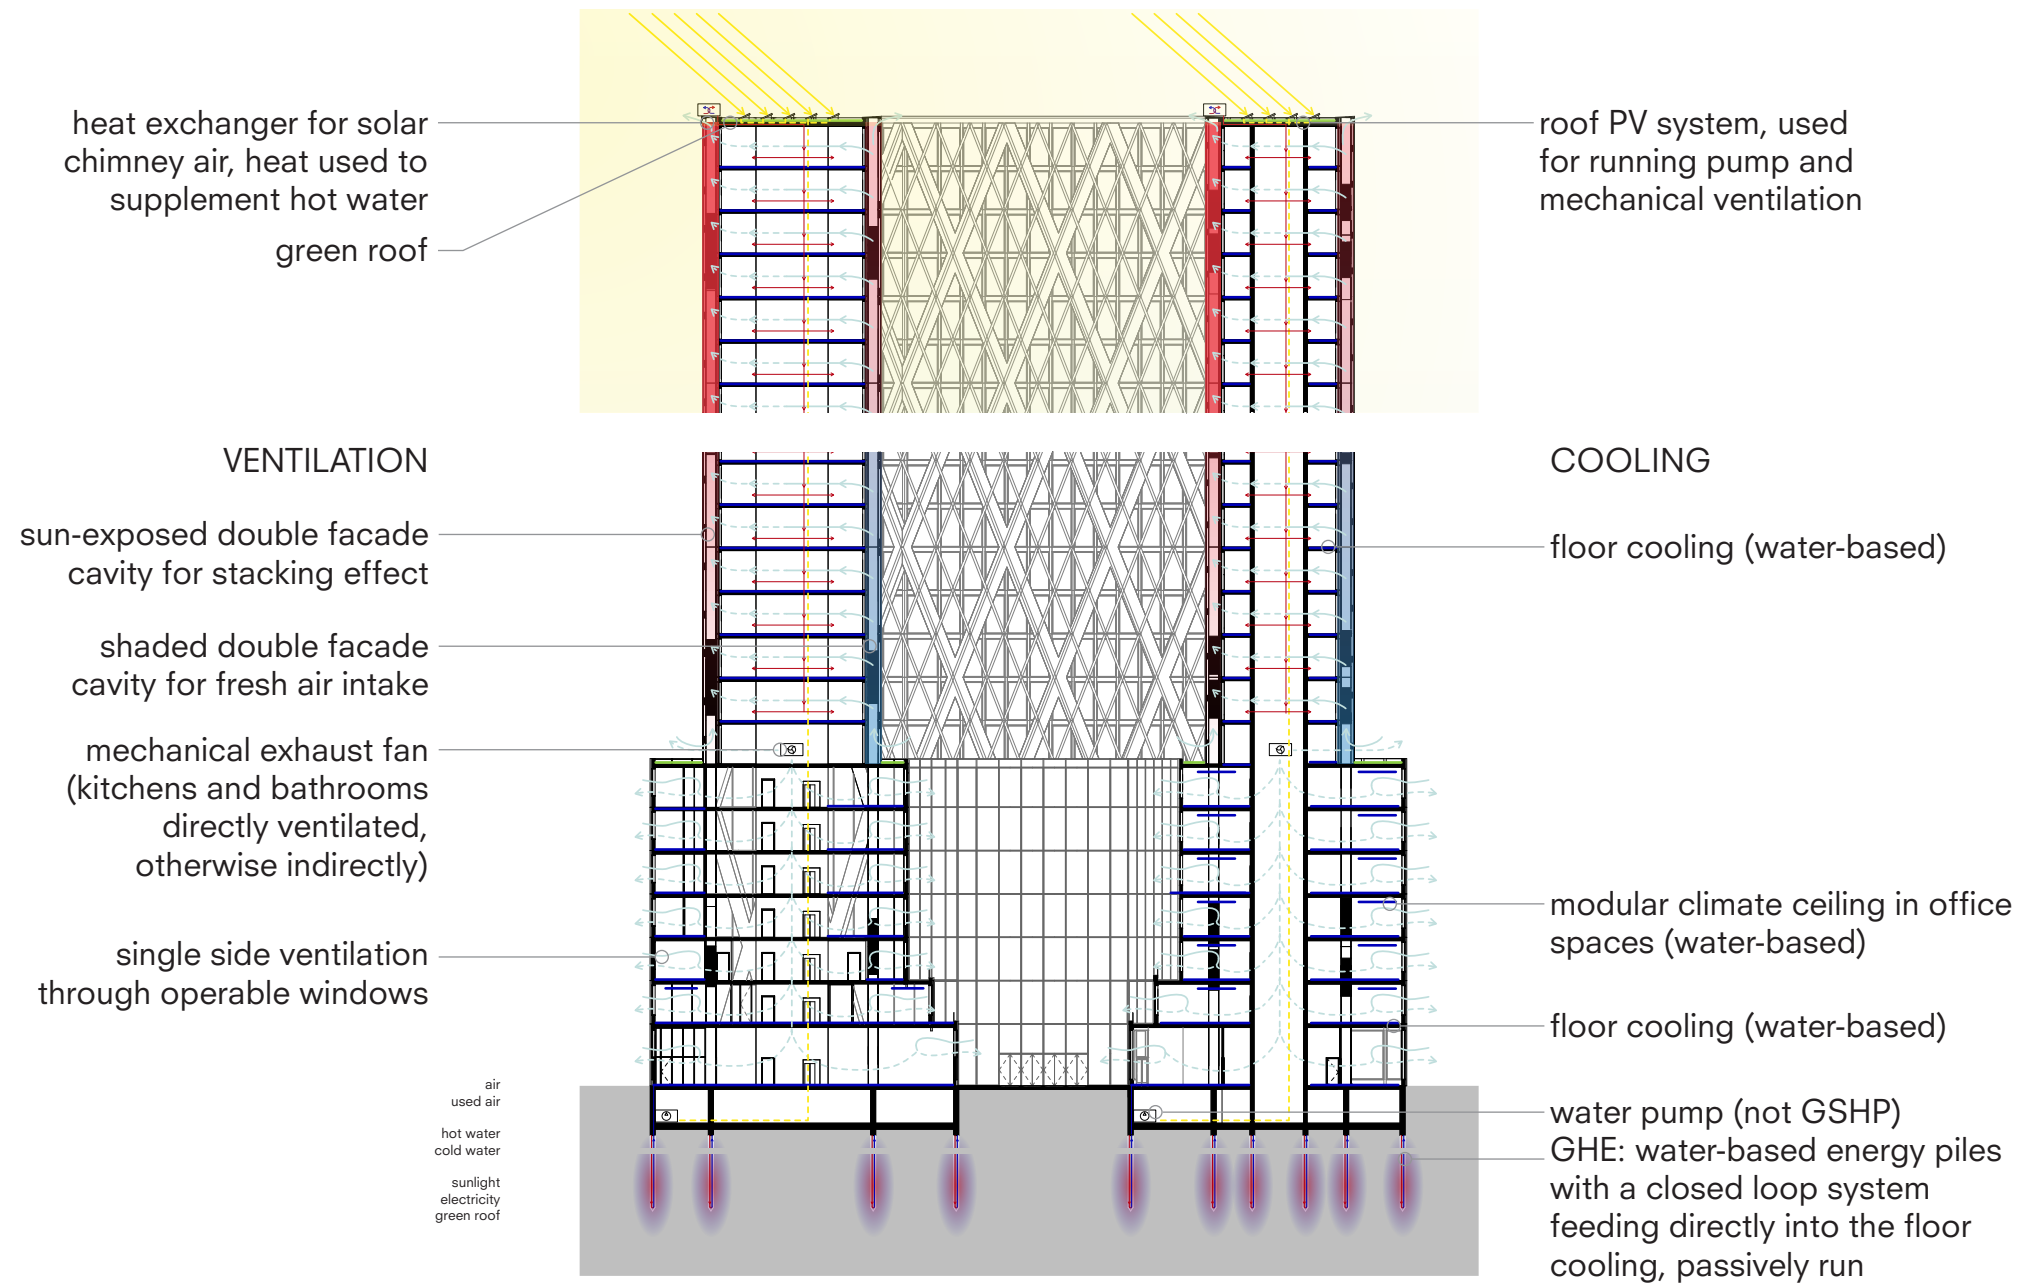 heat exchanger for solar
chimney air, heat used to
supplement hot water
green roof
VENTILATION
sun-exposed double facade
cavity for stacking effect
shaded double facade
cavity for fresh air intake
mechanical exhaust fan
(kitchens and bathrooms
directly ventilated,
otherwise indirectly)
single side ventilation
through operable windows
air
used air
hot water
cold water
sunlight
electricity
green roof
roof PV system, used
for running pump and
mechanical ventilation
COOLING
floor cooling (water-based)
modular climate ceiling in office
spaces (water-based)
floor cooling (water-based)
water pump (not GSHP)
GHE: water-based energy piles
with a closed loop system
feeding directly into the floor
cooling, passively run